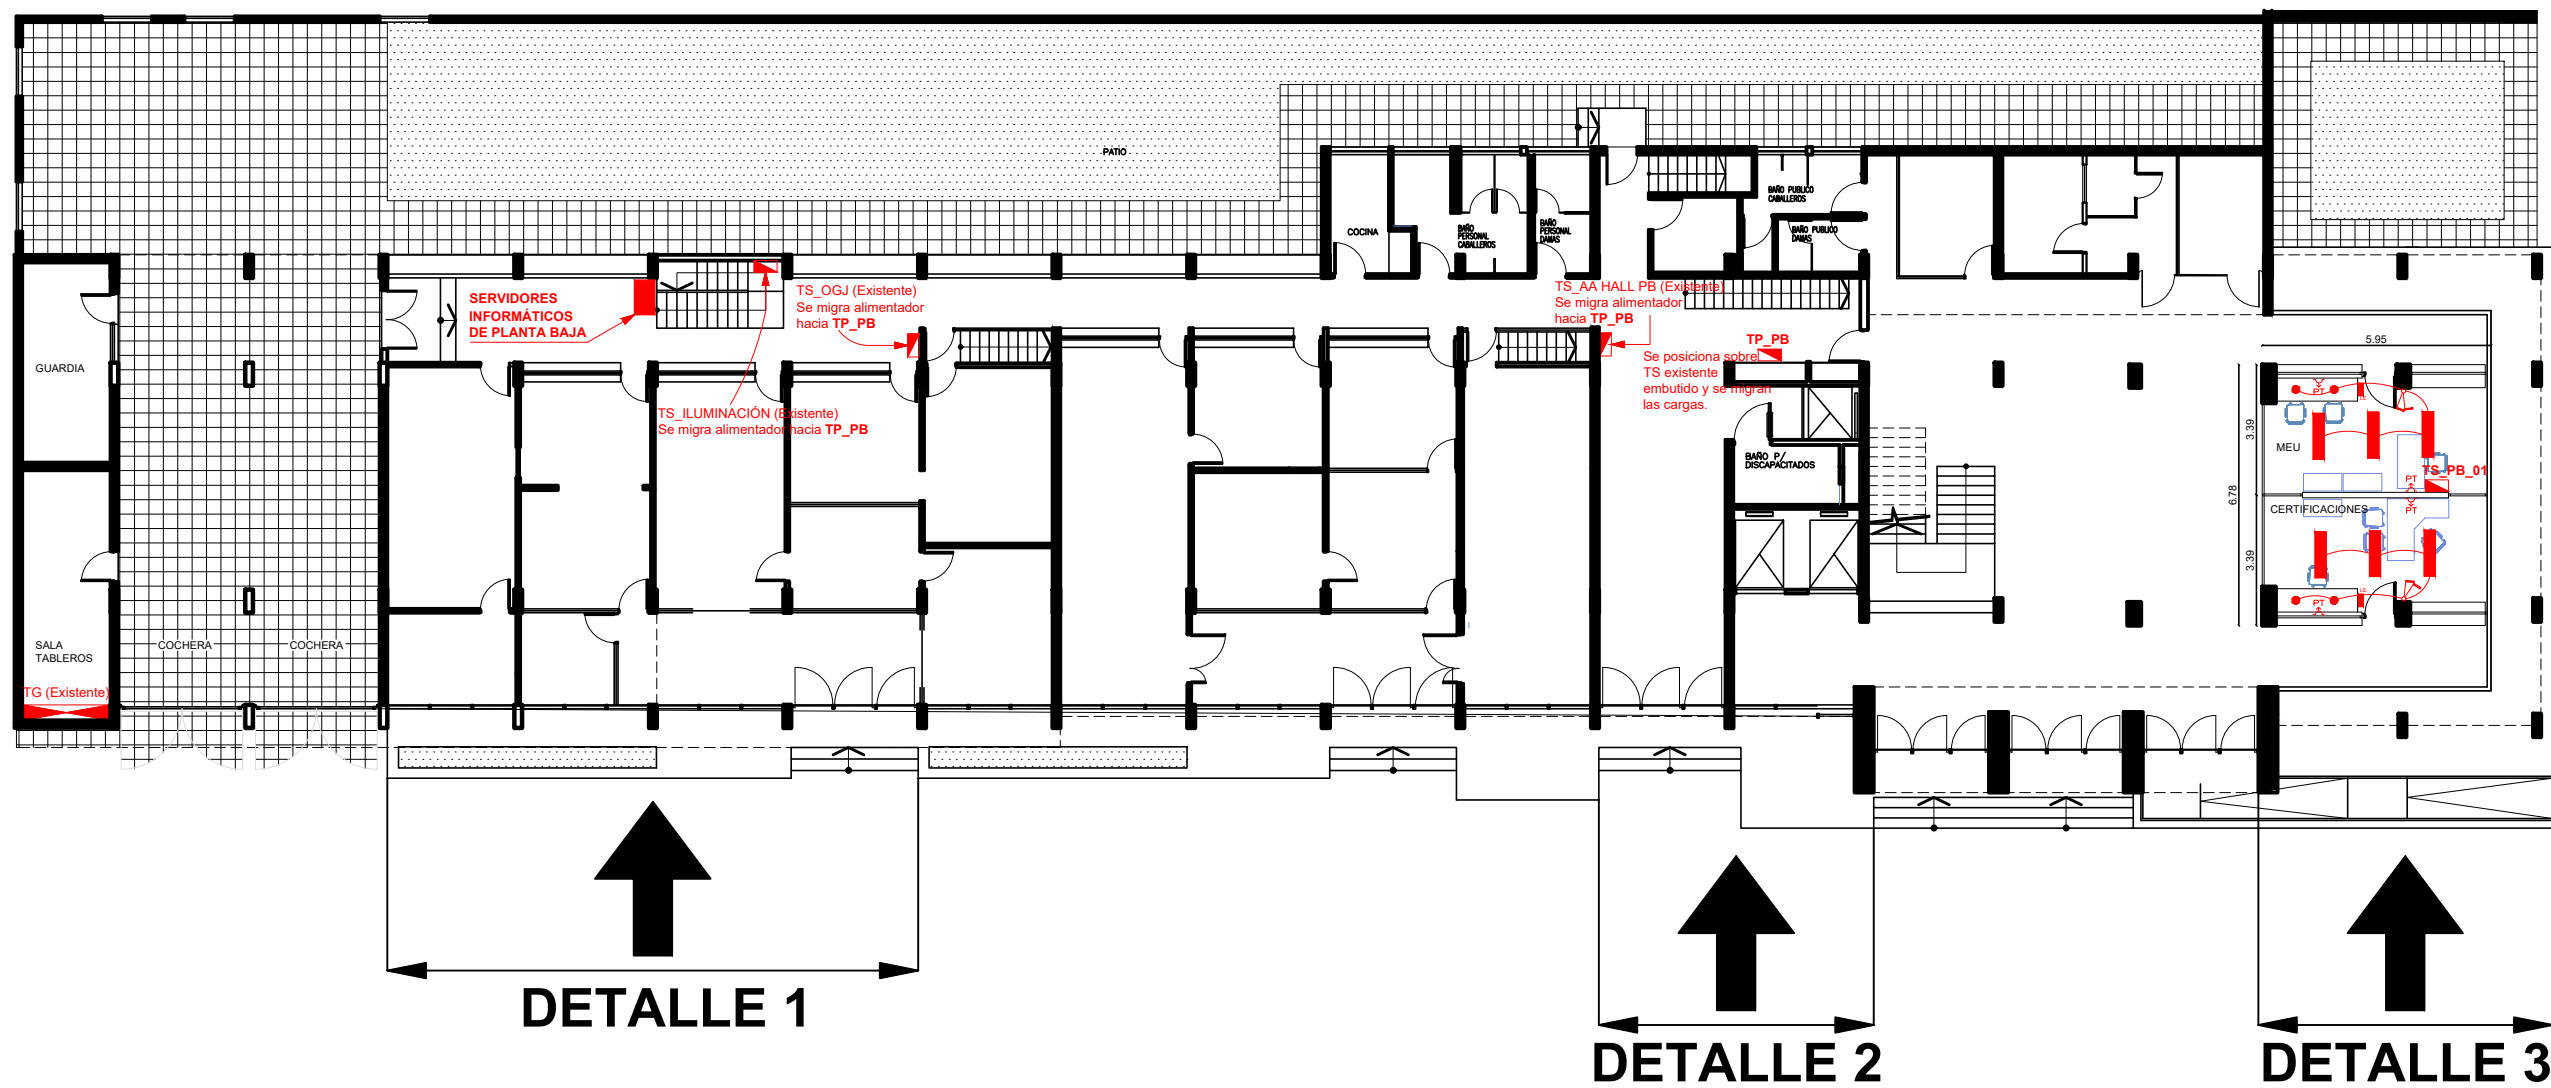 PATIO
COCINA
BAÑO
PERSONAL
CABALLEROS
BAÑO
PERSONAL
DAMAS
BAÑO PUBLICO
CABALLEROS
BAÑO PUBLICO
DAMAS
SERVIDORES
INFORMÁTICOS
DE PLANTA BAJA
TS_OGJ (Existente)
Se migra alimentador
hacia TP_PB
TS_AA HALL PB (Existente)
Se migra alimentador
hacia TP_PB
TP_PB
Se posiciona sobre
TS existente
embutido y se migran
las cargas.
TS_ILUMINACIÓN (Existente)
Se migra alimentador hacia TP_PB
GUARDIA
5.95
PT
3.39
MEU
BAÑO P/
DISCAPACITADOS
TS_PB_01
PT
6.78
CERTIFICACIONES
PT
3.39
PT
SALA
TABLEROS
COCHERA
COCHERA
TG (Existente)
DETALLE 1
DETALLE 2
DETALLE 3